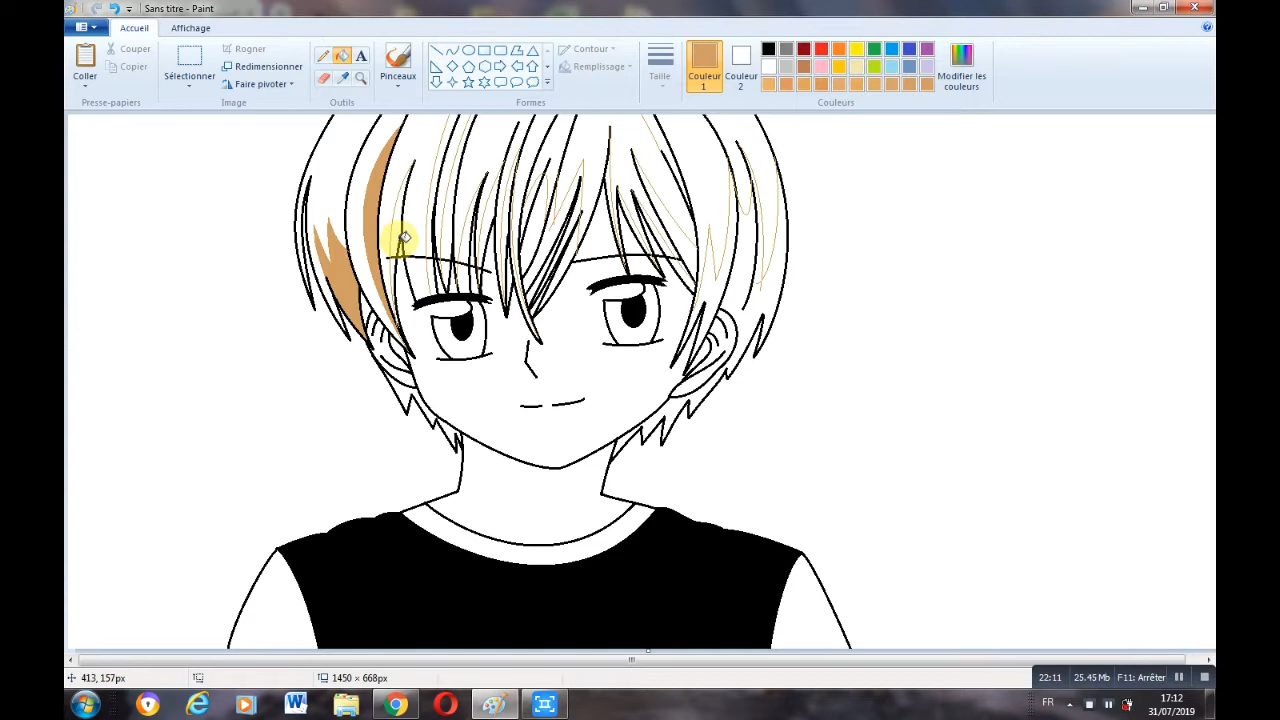 Sans titre - Paint
Accueil Affichage
Coller
Couper
Copier
Presse-papiers
Sélectionner
Rogner
Redimensionner
Faire pivoter
Image
A
Outils
Pinceaux
Contour
Remplissage
Formes
Taille
Couleur 1
Couleur 2
Modifier les couleurs
Couleurs
413, 157px
1450 × 668px
22:11 25.45 Mb F11: Arrêter
FR
17:12
31/07/2019